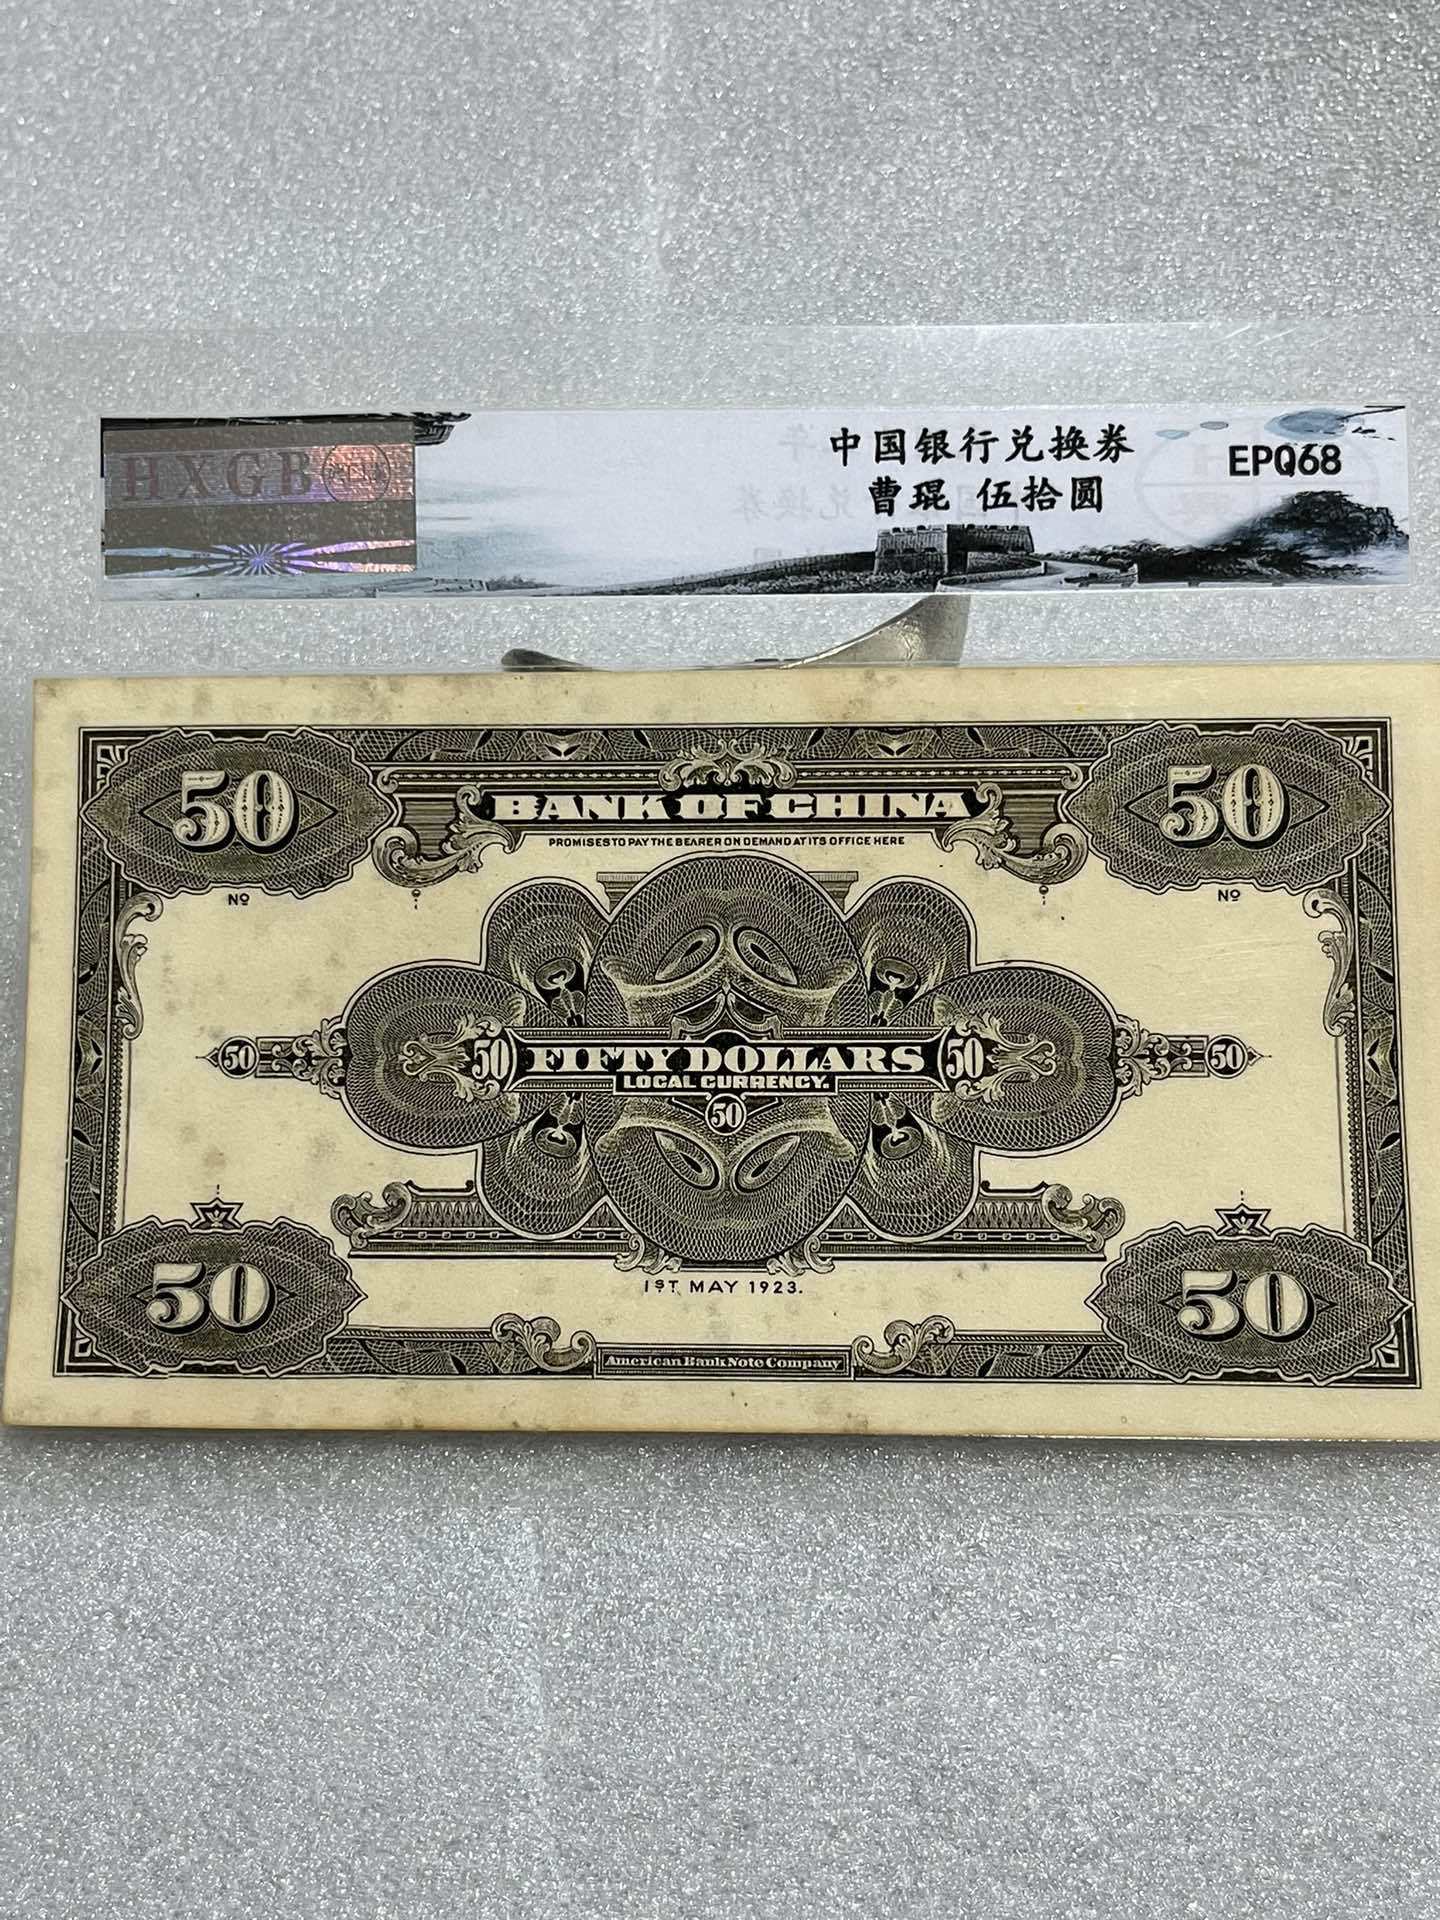 HXGB
中国银行兑换券
曹琨 伍拾圆
EPQ68
50
BANK OF CHINA
50
PROMISES TO PAY THE BEARER ON DEMAND AT ITS OFFICE HERE
Nº
Nº
50
50
FIFTY DOLLARS
50
50
LOCAL CURRENCY.
50
1ST MAY 1923.
50
50
American Bank Note Company